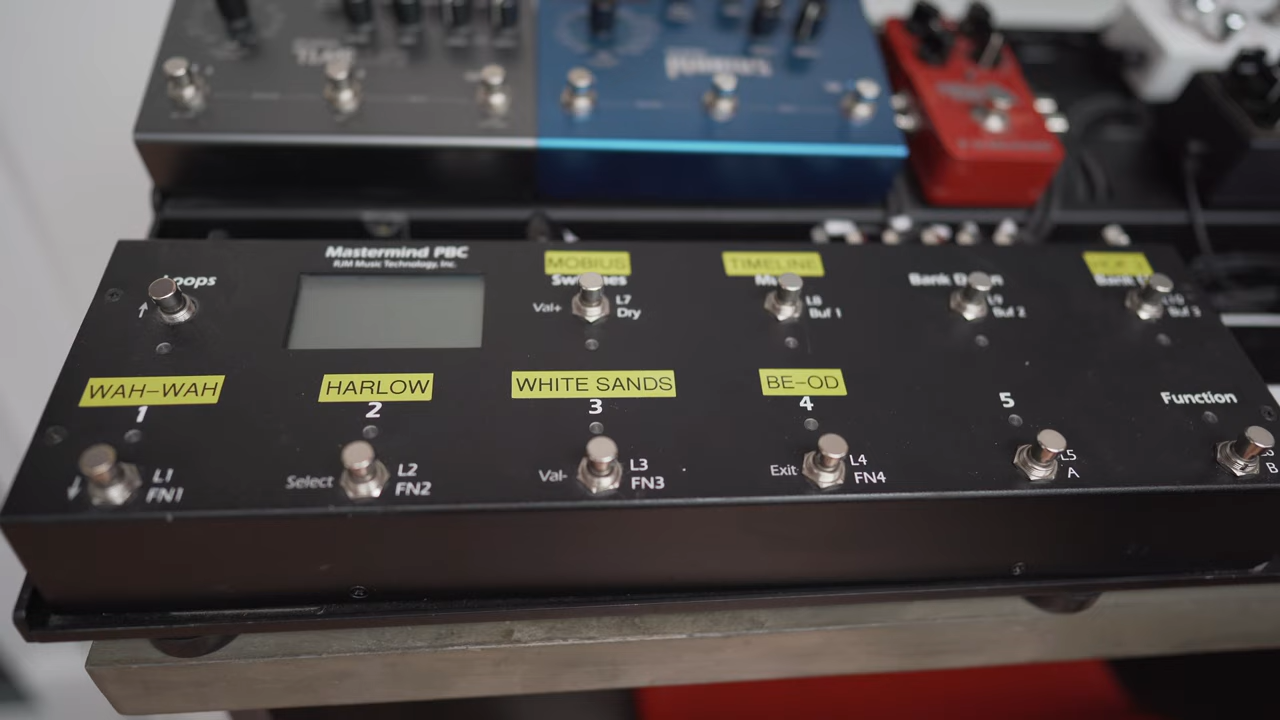 Mastermind PBC
RJM Music Technology, Inc.
MOBIUS
TIMELINE
Loops
Bank
Val+
L7
Dry
L8
Buf 1
L9
Buf 2
Buf 3
WAH-WAH
HARLOW
WHITE SANDS
BE-OD
1
2
3
4
5
Function
L1
FN1
Select
L2
FN2
Val-
L3
FN3
Exit
L4
FN4
L5
A
B